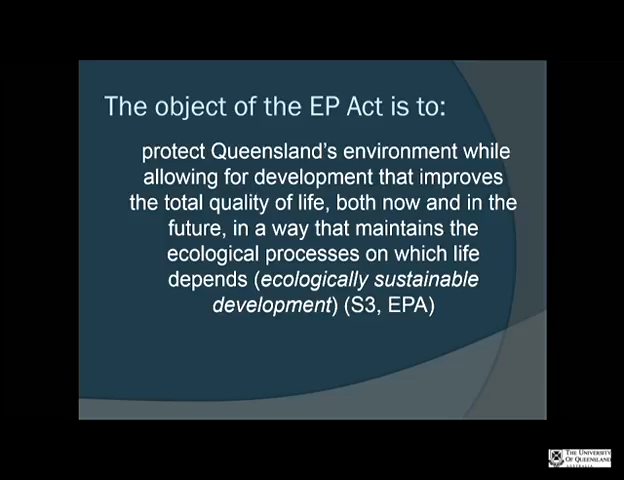 The object of the EP Act is to:
protect Queensland's environment while
allowing for development that improves
the total quality of life, both now and in the
future, in a way that maintains the
ecological processes on which life
depends (ecologically sustainable
development) (S3, EPA)
THE UNIVERSITY
OF QUEENSLAND
AUSTRALIA